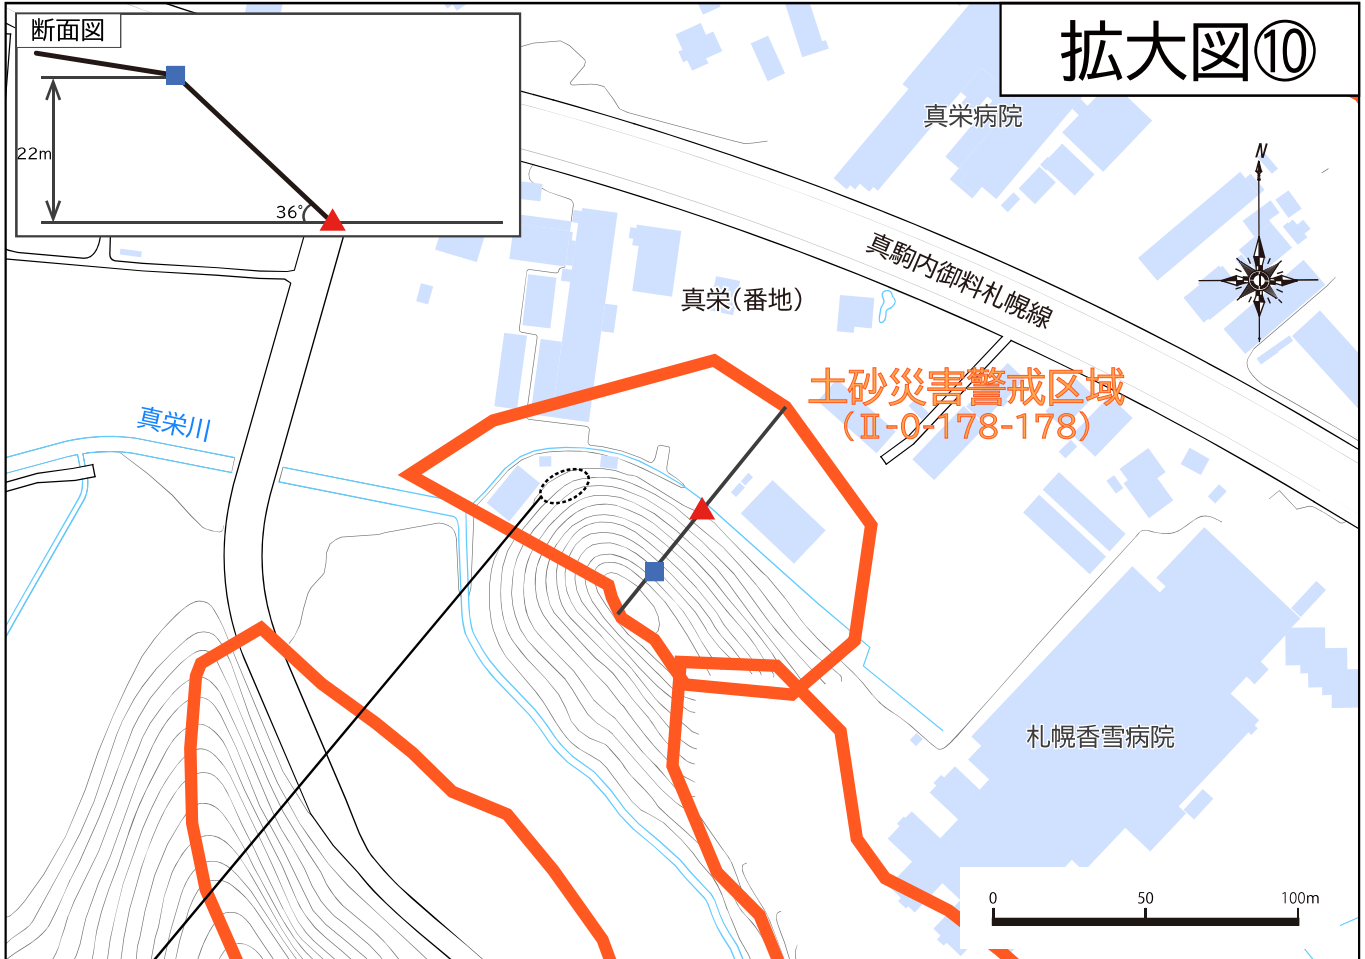 断面図
22m
36°
拡大図⑩
真栄病院
N
真駒内御料札幌線
真栄(番地)
土砂災害警戒区域
(Ⅱ-0-178-178)
真栄川
札幌香雪病院
0 50 100m